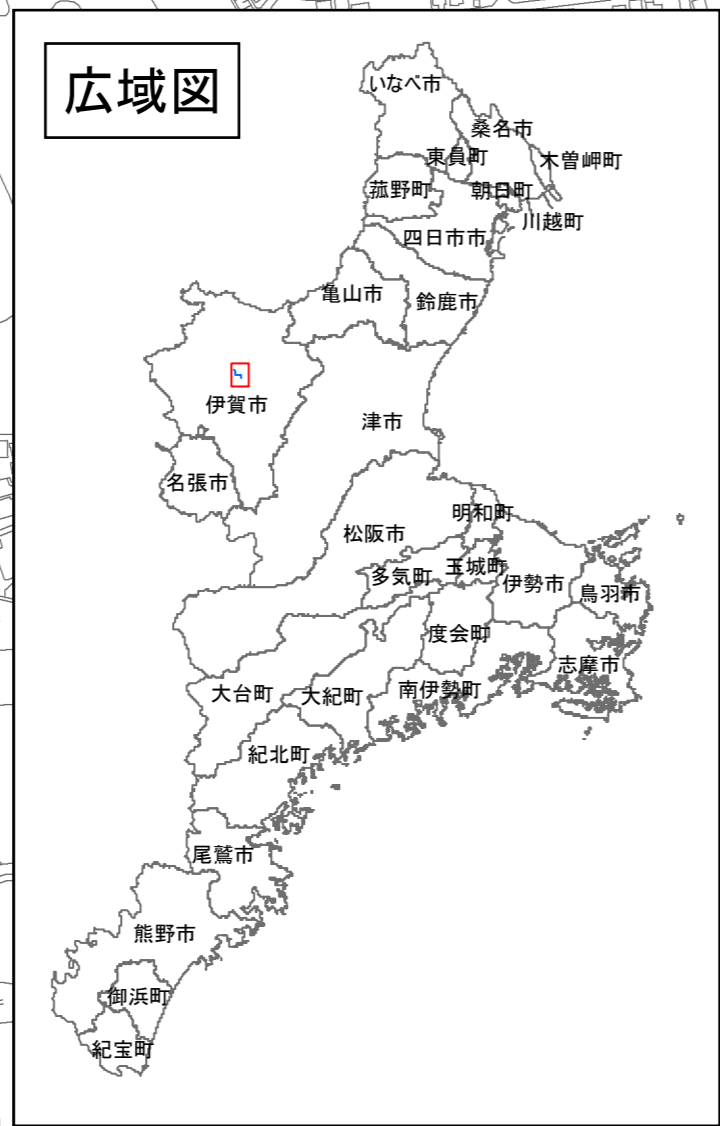 広域図
いなべ市
桑名市
東員町
木曽岬町
菰野町
朝日町
川越町
四日市市
亀山市
鈴鹿市
伊賀市
津市
名張市
明和町
松阪市
玉城町
多気町
伊勢市
鳥羽市
度会町
志摩市
大台町
大紀町
南伊勢町
紀北町
尾鷲市
熊野市
御浜町
紀宝町